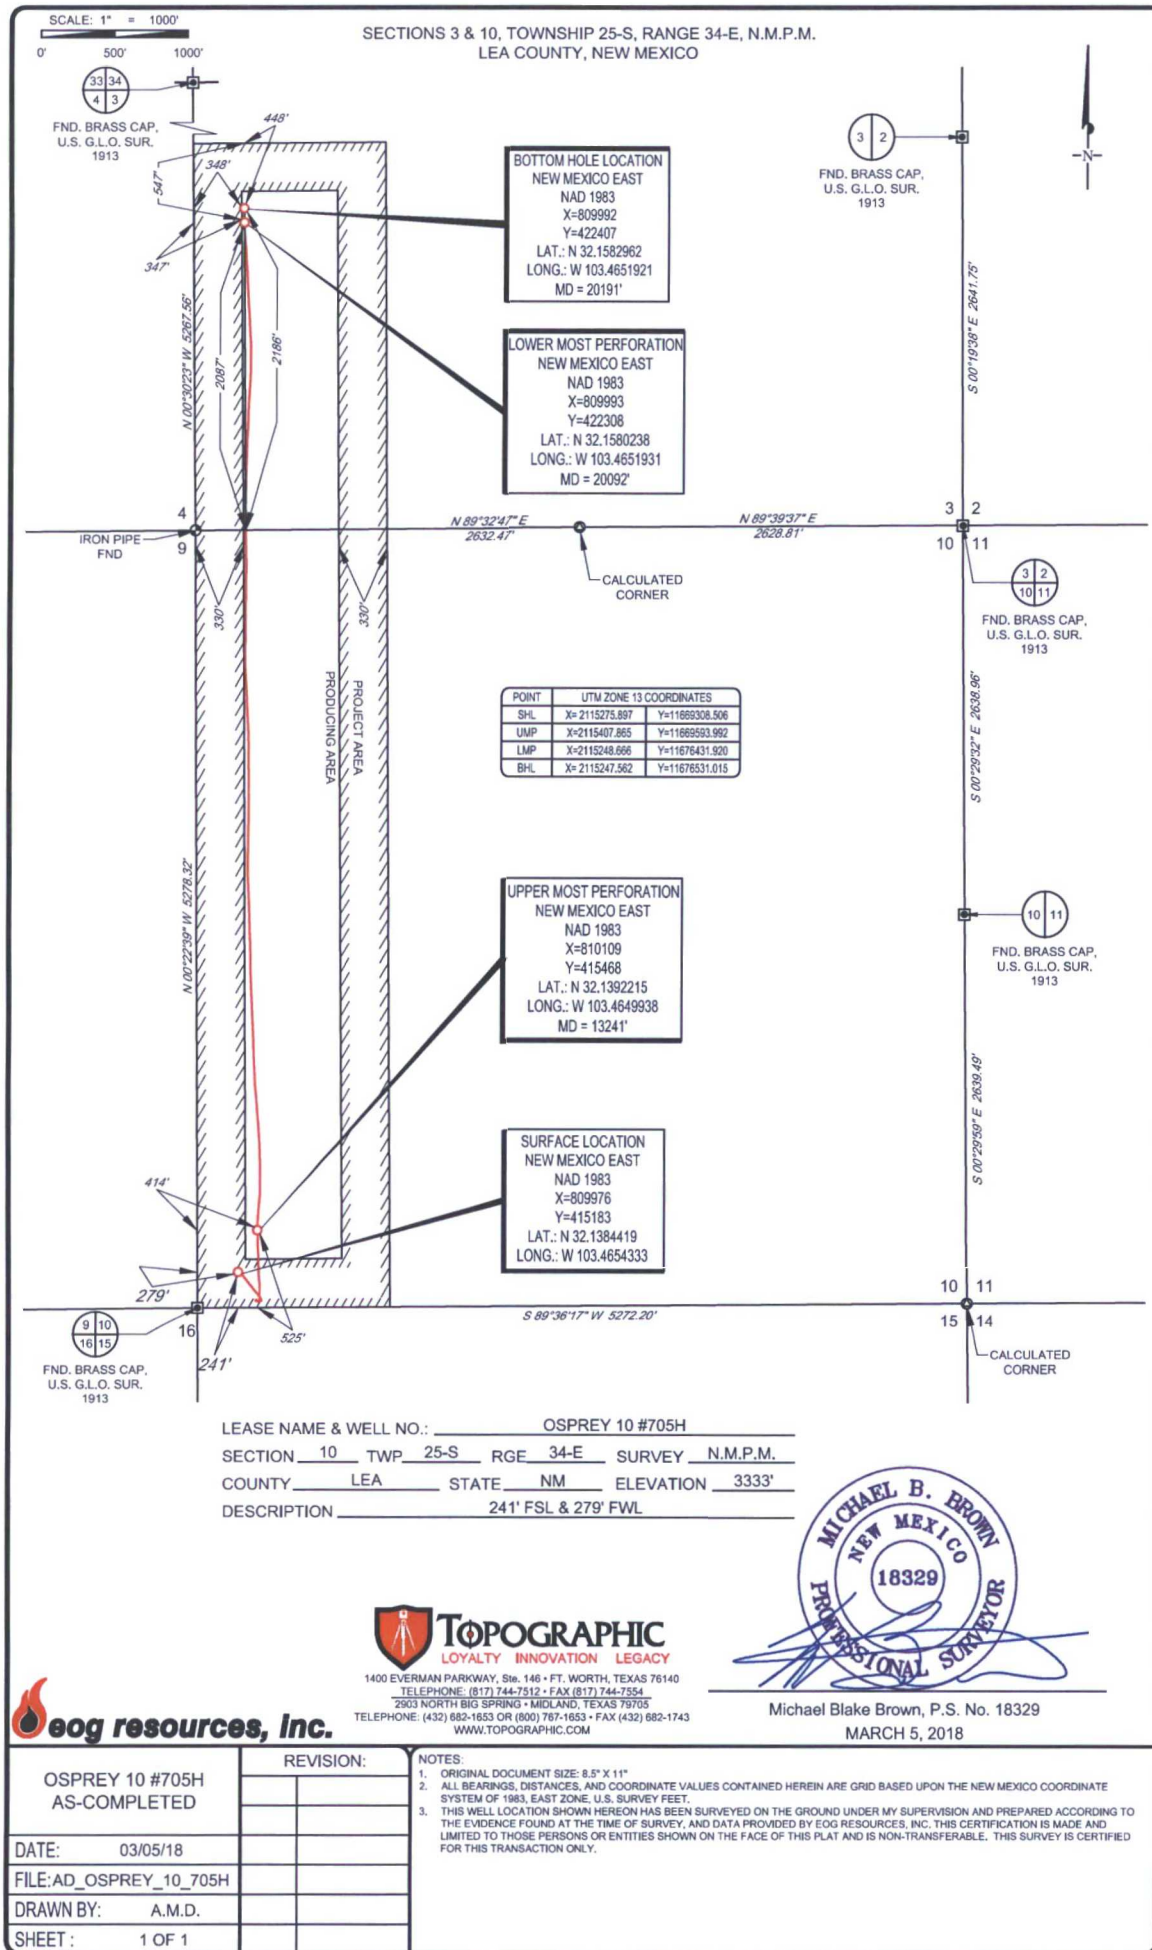 SCALE: 1" = 1000'
0' 500' 1000'
SECTIONS 3 & 10, TOWNSHIP 25-S, RANGE 34-E, N.M.P.M.
LEA COUNTY, NEW MEXICO
33 34
4 3
FND. BRASS CAP,
U.S. G.L.O. SUR.
1913
448'
348'
547'
347'
BOTTOM HOLE LOCATION
NEW MEXICO EAST
NAD 1983
X=809992
Y=422407
LAT.: N 32.1582962
LONG.: W 103.4651921
MD = 20191'
3 2
FND. BRASS CAP,
U.S. G.L.O. SUR.
1913
N
N 00°30'23" W 5267.56'
2087'
2186'
LOWER MOST PERFORATION
NEW MEXICO EAST
NAD 1983
X=809993
Y=422308
LAT.: N 32.1580238
LONG.: W 103.4651931
MD = 20092'
S 00°19'38" E 2641.75'
4
9
IRON PIPE
FND
N 89°32'47" E
2632.47'
N 89°39'37" E
2628.81'
3 2
10 11
CALCULATED
CORNER
3 2
10 11
FND. BRASS CAP,
U.S. G.L.O. SUR.
1913
330'
330'
PRODUCING AREA
PROJECT AREA
POINT UTM ZONE 13 COORDINATES
SHL X= 2115275.897 Y=11669308.506
UMP X=2115407.865 Y=11669593.992
LMP X=2115248.666 Y=11676431.920
BHL X= 2115247.562 Y=11676531.015
S 00°29'32" E 2638.96'
N 00°22'39" W 5278.32'
UPPER MOST PERFORATION
NEW MEXICO EAST
NAD 1983
X=810109
Y=415468
LAT.: N 32.1392215
LONG.: W 103.4649938
MD = 13241'
10 11
FND. BRASS CAP,
U.S. G.L.O. SUR.
1913
S 00°29'59" E 2639.49'
414'
SURFACE LOCATION
NEW MEXICO EAST
NAD 1983
X=809976
Y=415183
LAT.: N 32.1384419
LONG.: W 103.4654333
279'
241'
525'
S 89°36'17" W 5272.20'
10 11
15 14
CALCULATED
CORNER
9 10
16 15
16
FND. BRASS CAP,
U.S. G.L.O. SUR.
1913
LEASE NAME & WELL NO.: OSPREY 10 #705H
SECTION 10 TWP 25-S RGE 34-E SURVEY N.M.P.M.
COUNTY LEA STATE NM ELEVATION 3333'
DESCRIPTION 241' FSL & 279' FWL
MICHAEL B. BROWN
NEW MEXICO
18329
PROFESSIONAL SURVEYOR
TOPOGRAPHIC
LOYALTY INNOVATION LEGACY
1400 EVERMAN PARKWAY, Ste. 146 • FT. WORTH, TEXAS 76140
TELEPHONE: (817) 744-7512 • FAX (817) 744-7554
2903 NORTH BIG SPRING • MIDLAND, TEXAS 79705
TELEPHONE: (432) 682-1653 OR (800) 767-1653 • FAX (432) 682-1743
WWW.TOPOGRAPHIC.COM
Michael Blake Brown, P.S. No. 18329
MARCH 5, 2018
eog resources, inc.
OSPREY 10 #705H
AS-COMPLETED
REVISION:
DATE: 03/05/18
FILE:AD_OSPREY_10_705H
DRAWN BY: A.M.D.
SHEET : 1 OF 1
NOTES:
1. ORIGINAL DOCUMENT SIZE: 8.5" X 11"
2. ALL BEARINGS, DISTANCES, AND COORDINATE VALUES CONTAINED HEREIN ARE GRID BASED UPON THE NEW MEXICO COORDINATE
SYSTEM OF 1983, EAST ZONE, U.S. SURVEY FEET.
3. THIS WELL LOCATION SHOWN HEREON HAS BEEN SURVEYED ON THE GROUND UNDER MY SUPERVISION AND PREPARED ACCORDING TO
THE EVIDENCE FOUND AT THE TIME OF SURVEY, AND DATA PROVIDED BY EOG RESOURCES, INC. THIS CERTIFICATION IS MADE AND
LIMITED TO THOSE PERSONS OR ENTITIES SHOWN ON THE FACE OF THIS PLAT AND IS NON-TRANSFERABLE. THIS SURVEY IS CERTIFIED
FOR THIS TRANSACTION ONLY.